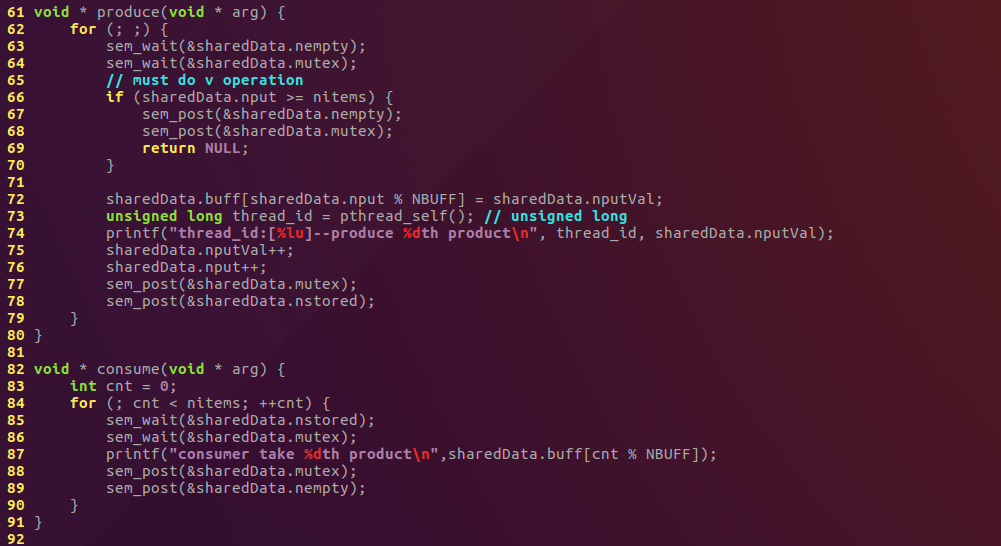 61 void * produce(void * arg) {
62     for (; ;) {
63         sem_wait(&sharedData.nempty);
64         sem_wait(&sharedData.mutex);
65         // must do v operation
66         if (sharedData.nput >= nitems) {
67             sem_post(&sharedData.nempty);
68             sem_post(&sharedData.mutex);
69             return NULL;
70         }
71
72         sharedData.buff[sharedData.nput % NBUFF] = sharedData.nputVal;
73         unsigned long thread_id = pthread_self(); // unsigned long
74         printf("thread_id:[%lu]--produce %dth product\n", thread_id, sharedData.nputVal);
75         sharedData.nputVal++;
76         sharedData.nput++;
77         sem_post(&sharedData.mutex);
78         sem_post(&sharedData.nstored);
79     }
80 }
81
82 void * consume(void * arg) {
83     int cnt = 0;
84     for (; cnt < nitems; ++cnt) {
85         sem_wait(&sharedData.nstored);
86         sem_wait(&sharedData.mutex);
87         printf("consumer take %dth product\n",sharedData.buff[cnt % NBUFF]);
88         sem_post(&sharedData.mutex);
89         sem_post(&sharedData.nempty);
90     }
91 }
92